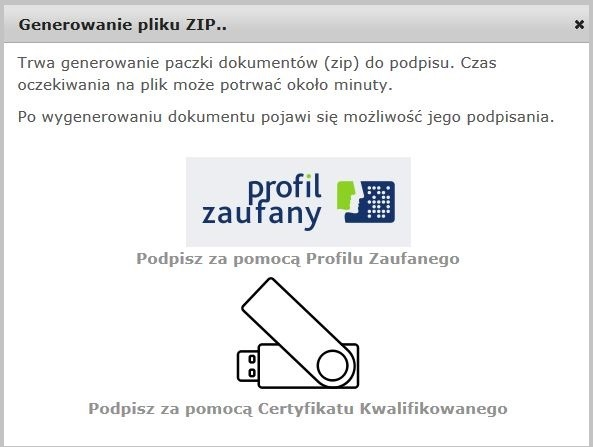 Generowanie pliku ZIP..
Trwa generowanie paczki dokumentów (zip) do podpisu. Czas
oczekiwania na plik może potrwać około minuty.
Po wygenerowaniu dokumentu pojawi się możliwość jego podpisania.
profil
zaufany
Podpisz za pomocą Profilu Zaufanego
Podpisz za pomocą Certyfikatu Kwalifikowanego